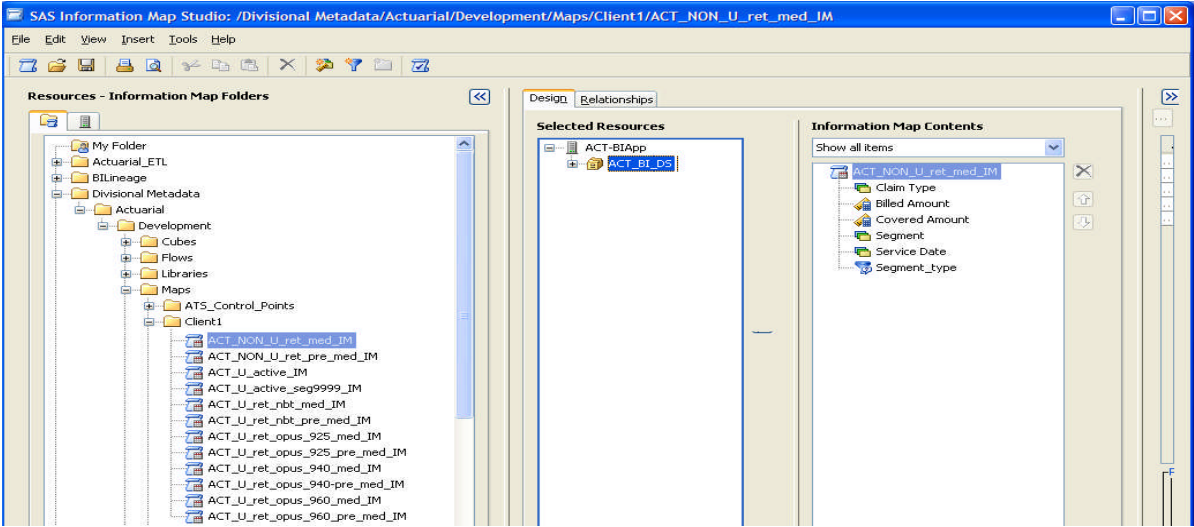 SAS Information Map Studio: /Divisional Metadata/Actuarial/Development/Maps/Client1/ACT_NON_U_ret_med_IM
File Edit View Insert Tools Help
Resources - Information Map Folders
My Folder
Actuarial_ETL
BILineage
Divisional Metadata
Actuarial
Development
Cubes
Flows
Libraries
Maps
ATS_Control_Points
Client1
ACT_NON_U_ret_med_IM
ACT_NON_U_ret_pre_med_IM
ACT_U_active_IM
ACT_U_active_seg9999_IM
ACT_U_ret_nbt_med_IM
ACT_U_ret_nbt_pre_med_IM
ACT_U_ret_opus_925_med_IM
ACT_U_ret_opus_925_pre_med_IM
ACT_U_ret_opus_940_med_IM
ACT_U_ret_opus_940-pre_med_IM
ACT_U_ret_opus_960_med_IM
ACT_U_ret_opus_960_pre_med_IM
Design Relationships
Selected Resources
ACT-BIApp
ACT_BI_DS
Information Map Contents
Show all items
ACT_NON_U_ret_med_IM
Claim Type
Billed Amount
Covered Amount
Segment
Service Date
Segment_type